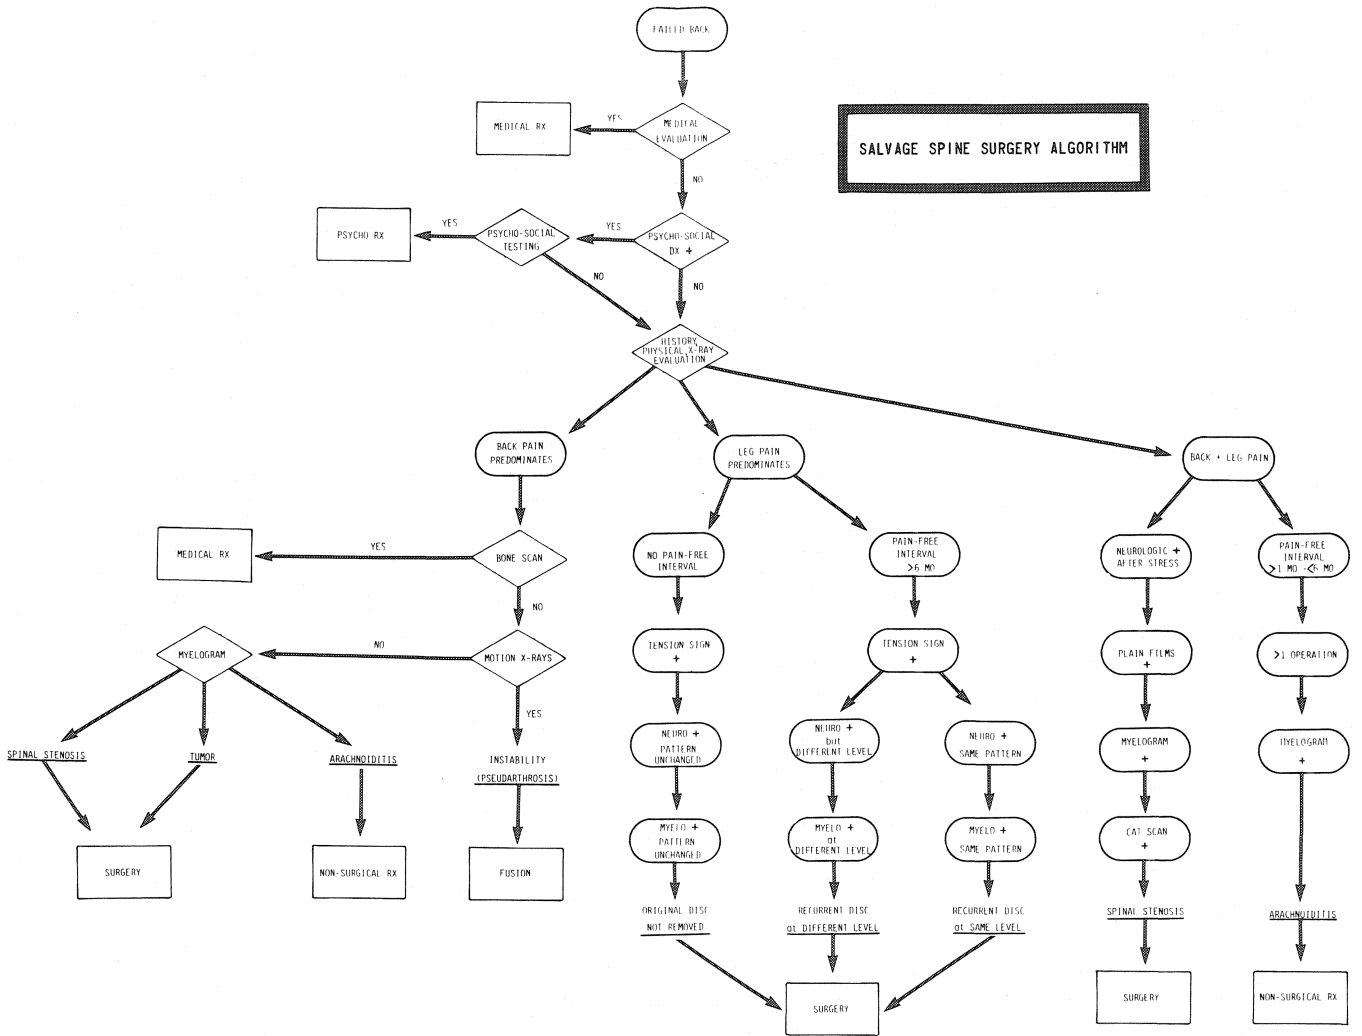 FAILED BACK
MEDICAL RX
YES
MEDICAL
EVALUATION
SALVAGE SPINE SURGERY ALGORITHM
NO
PSYCHO RX
YES
PSYCHO-SOCIAL
TESTING
YES
PSYCHO-SOCIAL
DX +
NO
NO
HISTORY,
PHYSICAL, X-RAY
EVALUATION
BACK PAIN
PREDOMINATES
LEG PAIN
PREDOMINATES
BACK + LEG PAIN
MEDICAL RX
YES
BONE SCAN
NO PAIN-FREE
INTERVAL
PAIN-FREE
INTERVAL
>6 MO
NEUROLOGIC +
AFTER STRESS
PAIN-FREE
INTERVAL
>1 MO -<6 MO
NO
MYELOGRAM
NO
MOTION X-RAYS
TENSION SIGN
+
TENSION SIGN
+
PLAIN FILMS
+
>1 OPERATION
YES
SPINAL STENOSIS
TUMOR
ARACHNOIDITIS
INSTABILITY
(PSEUDARTHROSIS)
NEURO +
PATTERN
UNCHANGED
NEURO +
but
DIFFERENT LEVEL
NEURO +
SAME PATTERN
MYELOGRAM
+
MYELOGRAM
+
MYELO +
PATTERN
UNCHANGED
MYELO +
at
DIFFERENT LEVEL
MYELO +
SAME PATTERN
CAT SCAN
+
SURGERY
NON-SURGICAL RX
FUSION
ORIGINAL DISC
NOT REMOVED
RECURRENT DISC
at DIFFERENT LEVEL
RECURRENT DISC
at SAME LEVEL
SPINAL STENOSIS
ARACHNOIDITIS
SURGERY
SURGERY
NON-SURGICAL RX